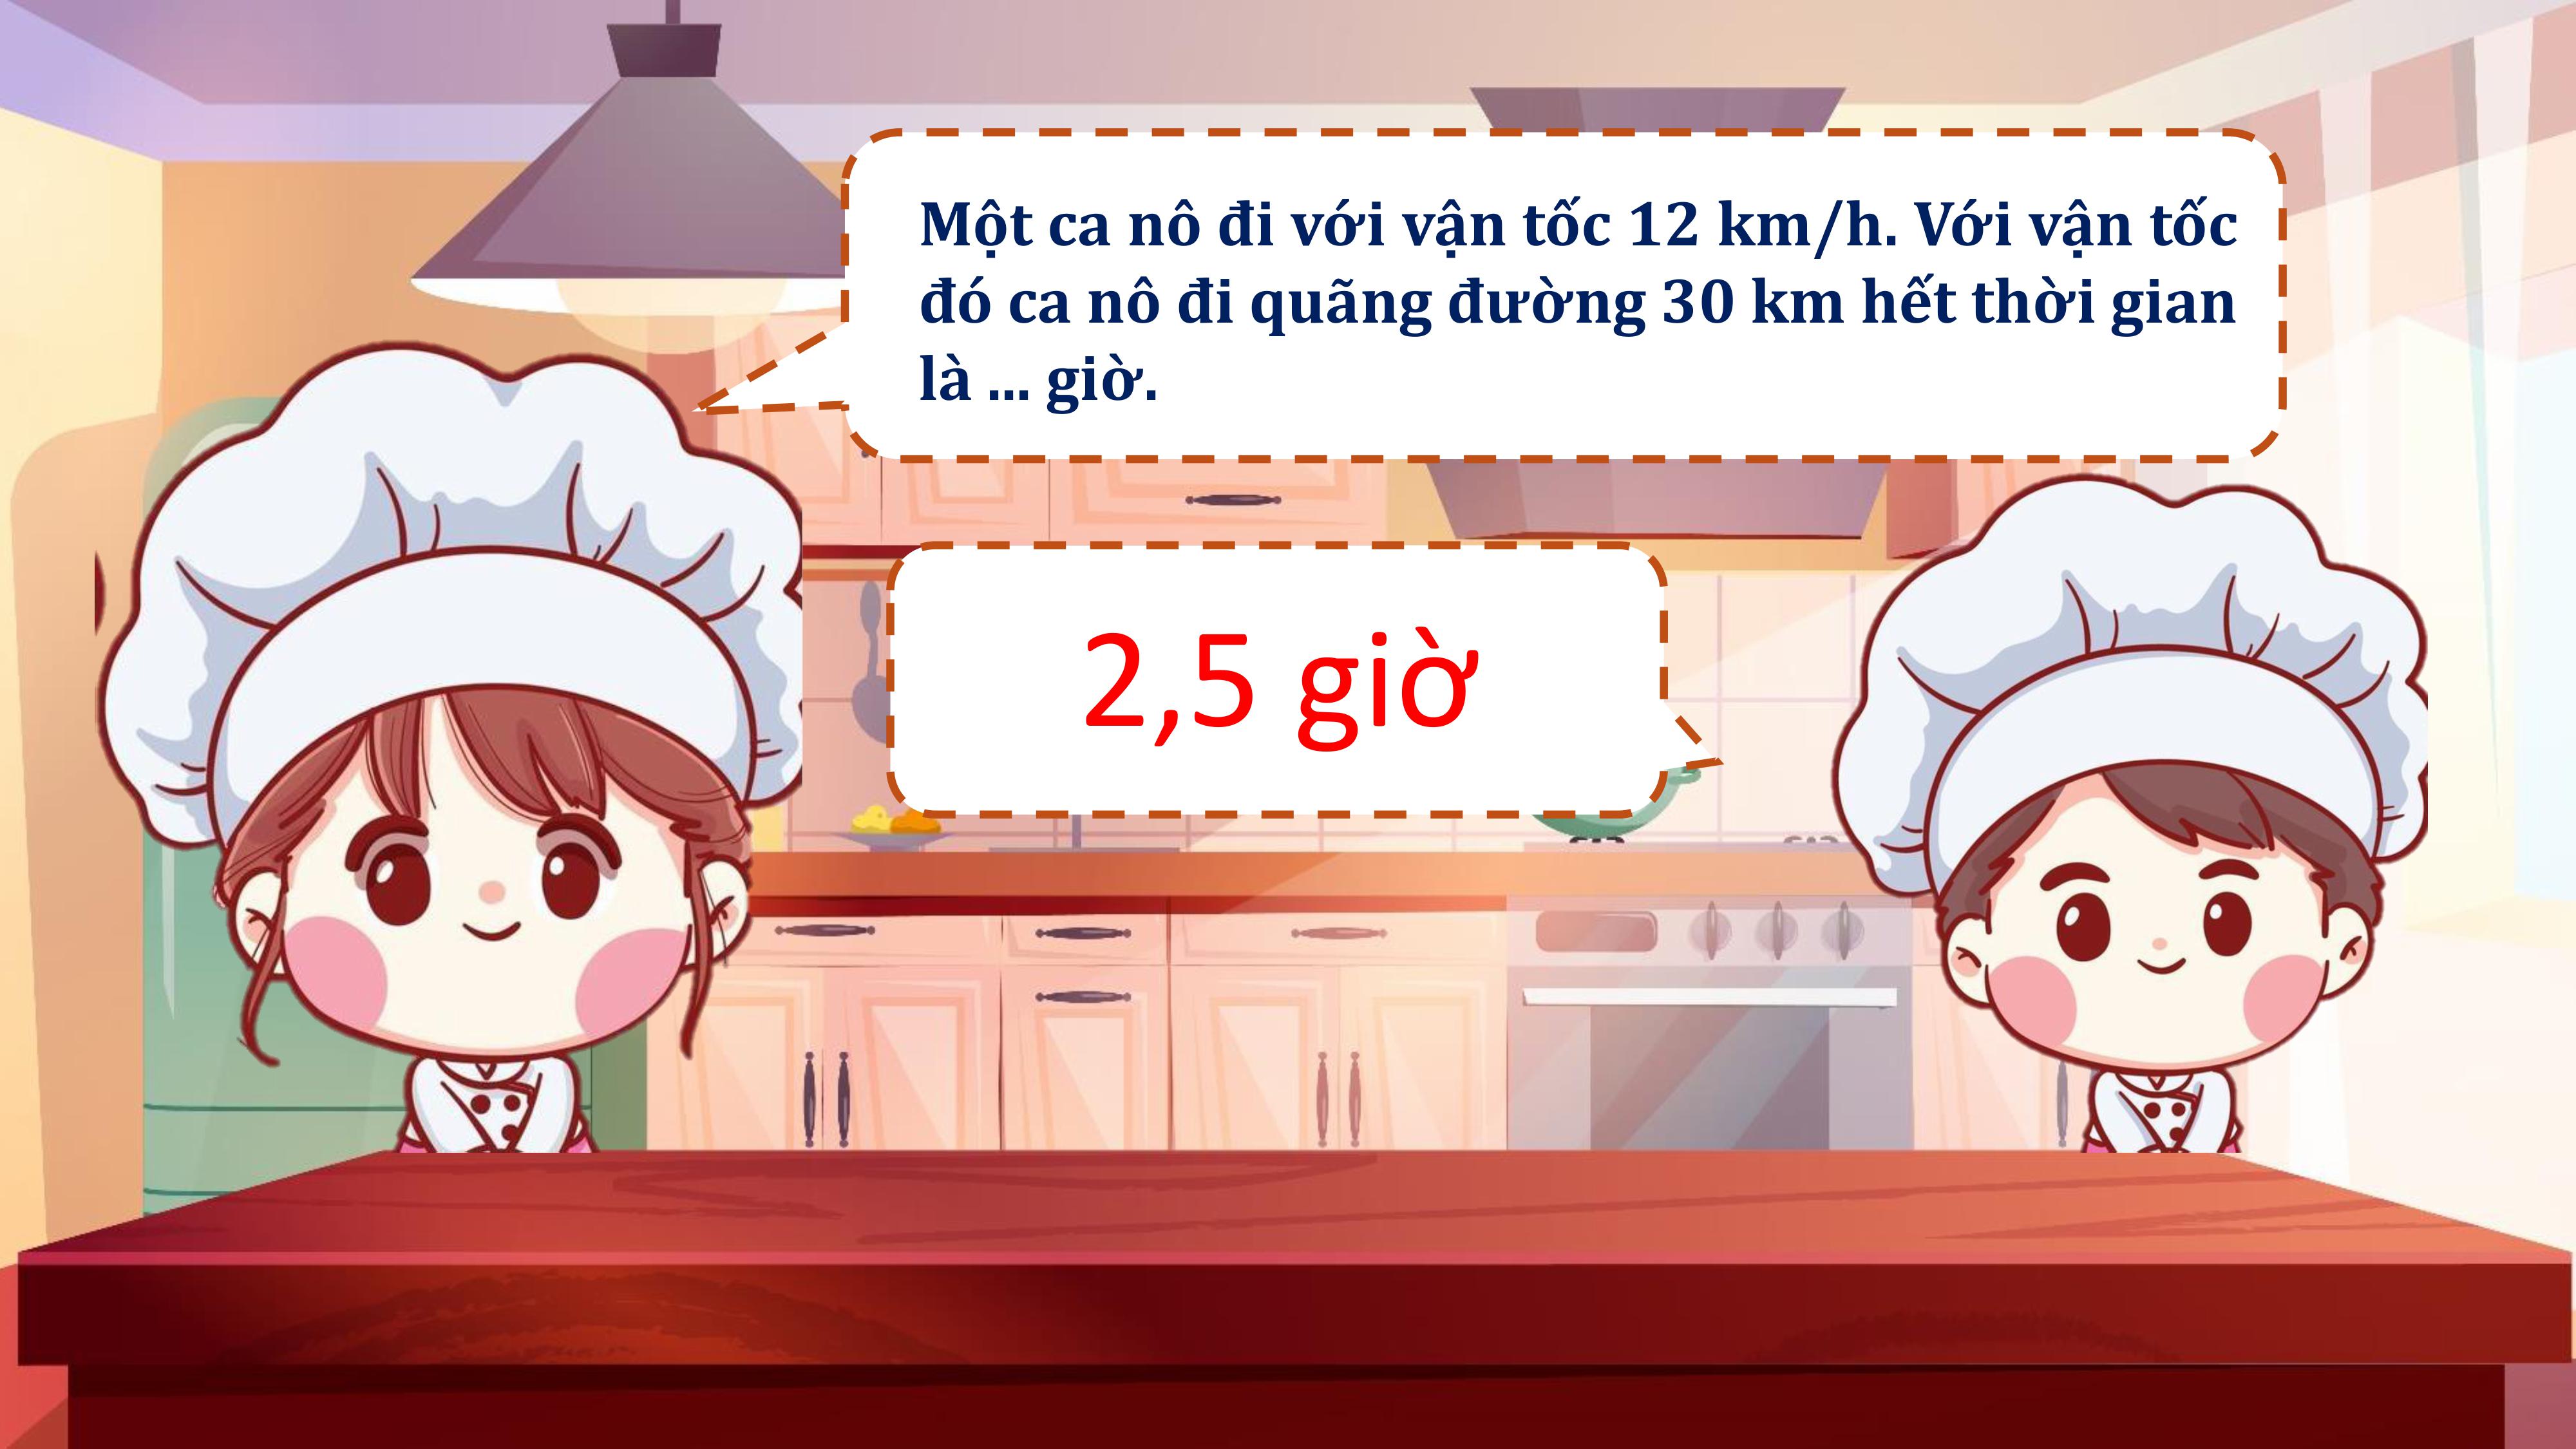 Một ca nô đi với vận tốc 12 km/h. Với vận tốc
đó ca nô đi quãng đường 30 km hết thời gian
là ... giờ.
2,5 giờ